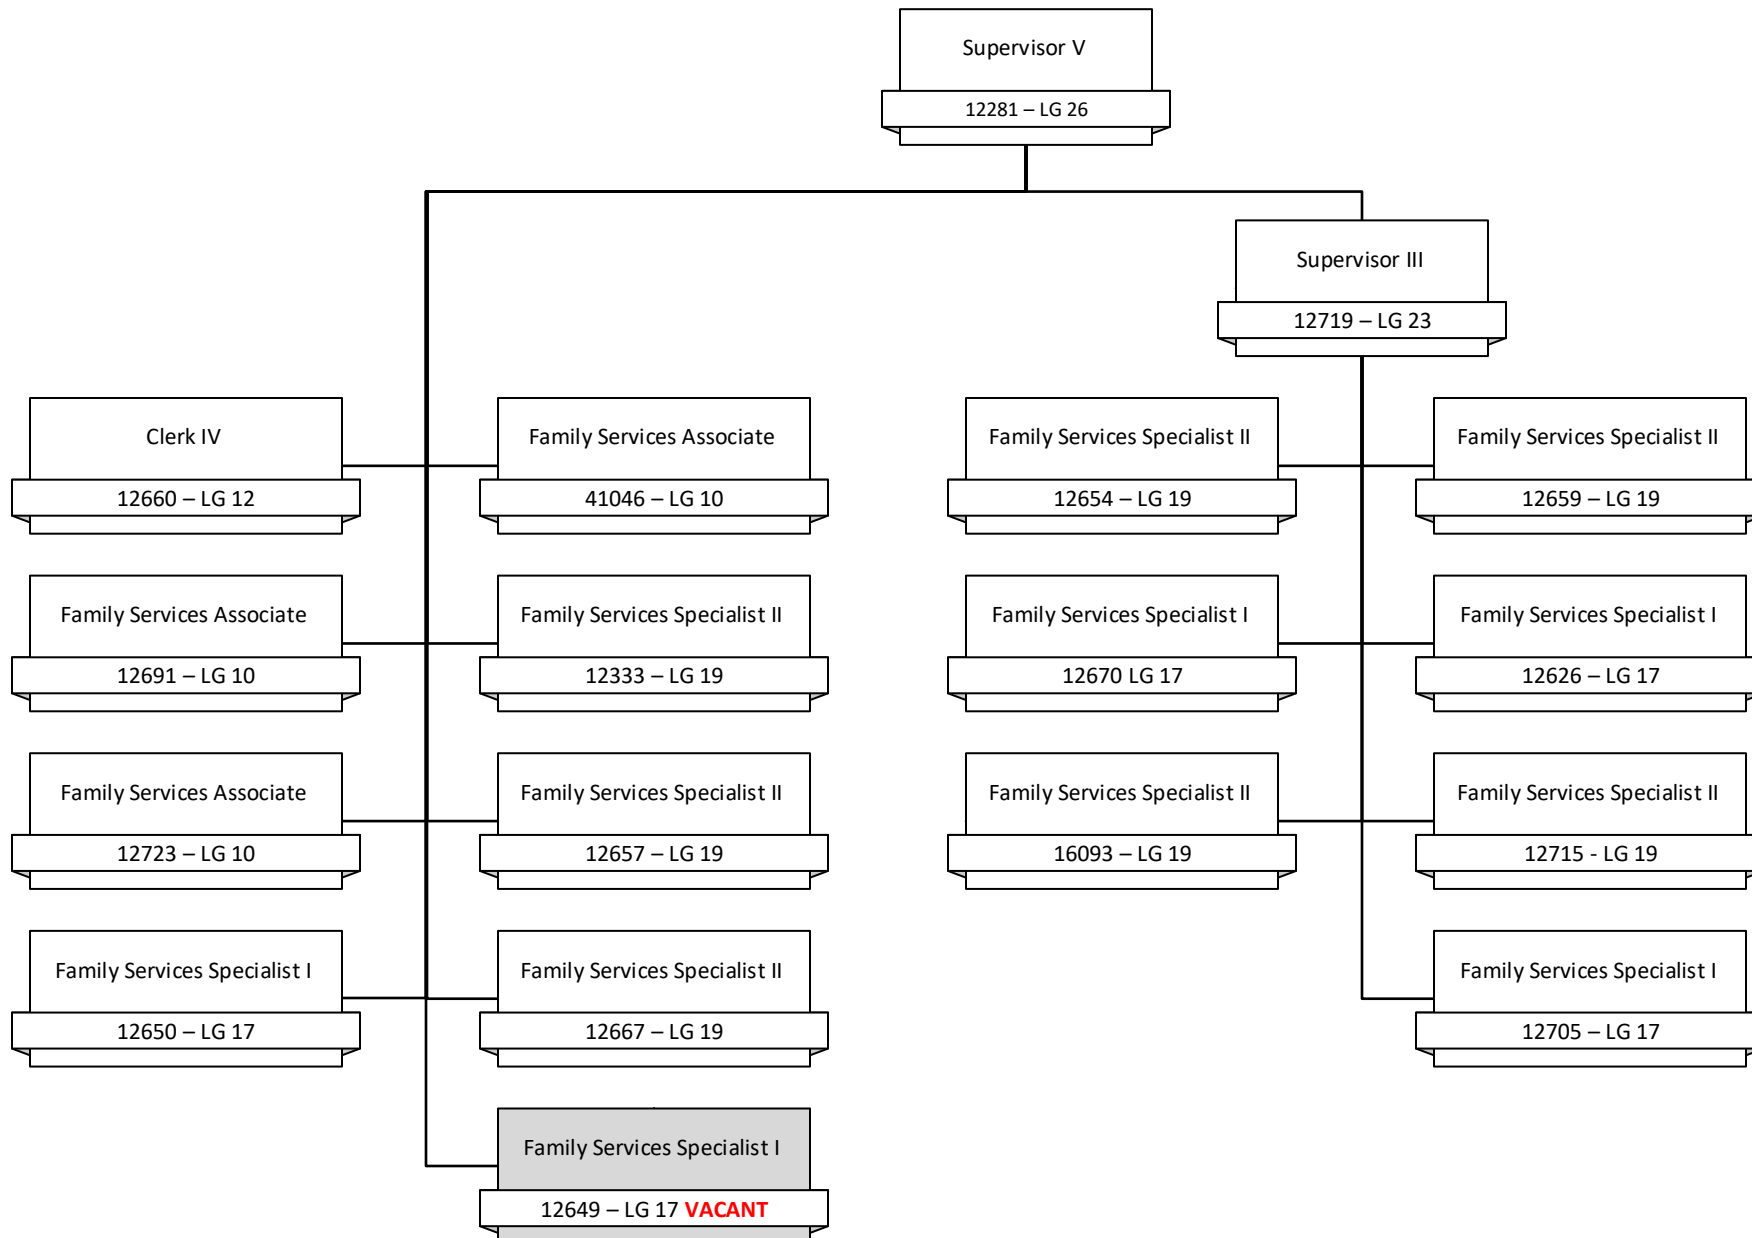 Supervisor V
12281 – LG 26
Supervisor III
12719 – LG 23
Clerk IV
12660 – LG 12
Family Services Associate
41046 – LG 10
Family Services Specialist II
12654 – LG 19
Family Services Specialist II
12659 – LG 19
Family Services Associate
12691 – LG 10
Family Services Specialist II
12333 – LG 19
Family Services Specialist I
12670 LG 17
Family Services Specialist I
12626 – LG 17
Family Services Associate
12723 – LG 10
Family Services Specialist II
12657 – LG 19
Family Services Specialist II
16093 – LG 19
Family Services Specialist II
12715 - LG 19
Family Services Specialist I
12650 – LG 17
Family Services Specialist II
12667 – LG 19
Family Services Specialist I
12705 – LG 17
Family Services Specialist I
12649 – LG 17 VACANT